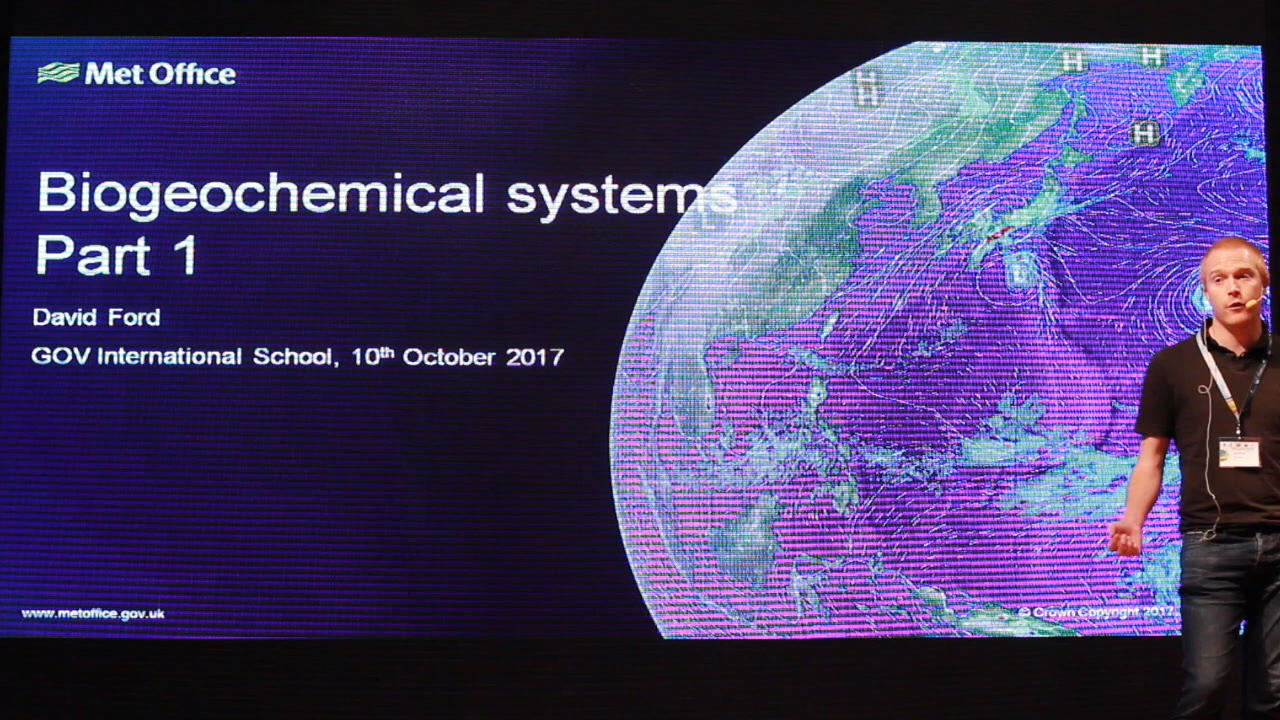 Met Office
Biogeochemical systems
Part 1
David Ford
GOV International School, 10th October 2017
www.metoffice.gov.uk
© Crown Copyright 2017
H
H
H
H
L